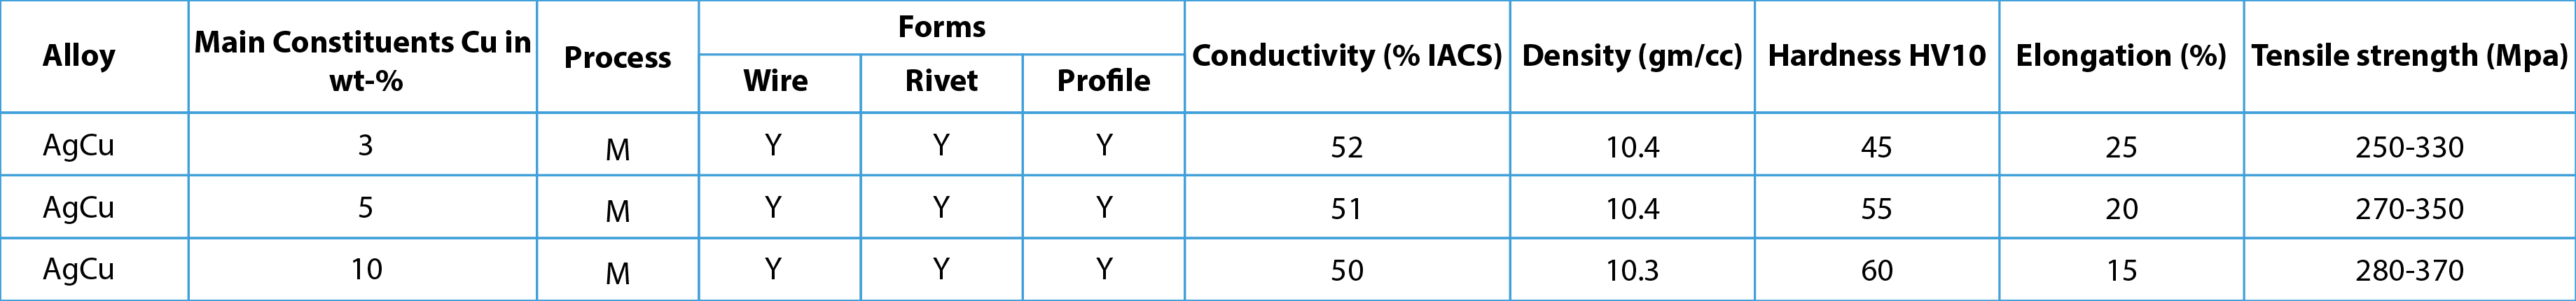 Alloy Main Constituents Cu in wt-% Process Forms Conductivity (% IACS) Density (gm/cc) Hardness HV10 Elongation (%) Tensile strength (Mpa)
Wire Rivet Profile
AgCu 3 M Y Y Y 52 10.4 45 25 250-330
AgCu 5 M Y Y Y 51 10.4 55 20 270-350
AgCu 10 M Y Y Y 50 10.3 60 15 280-370